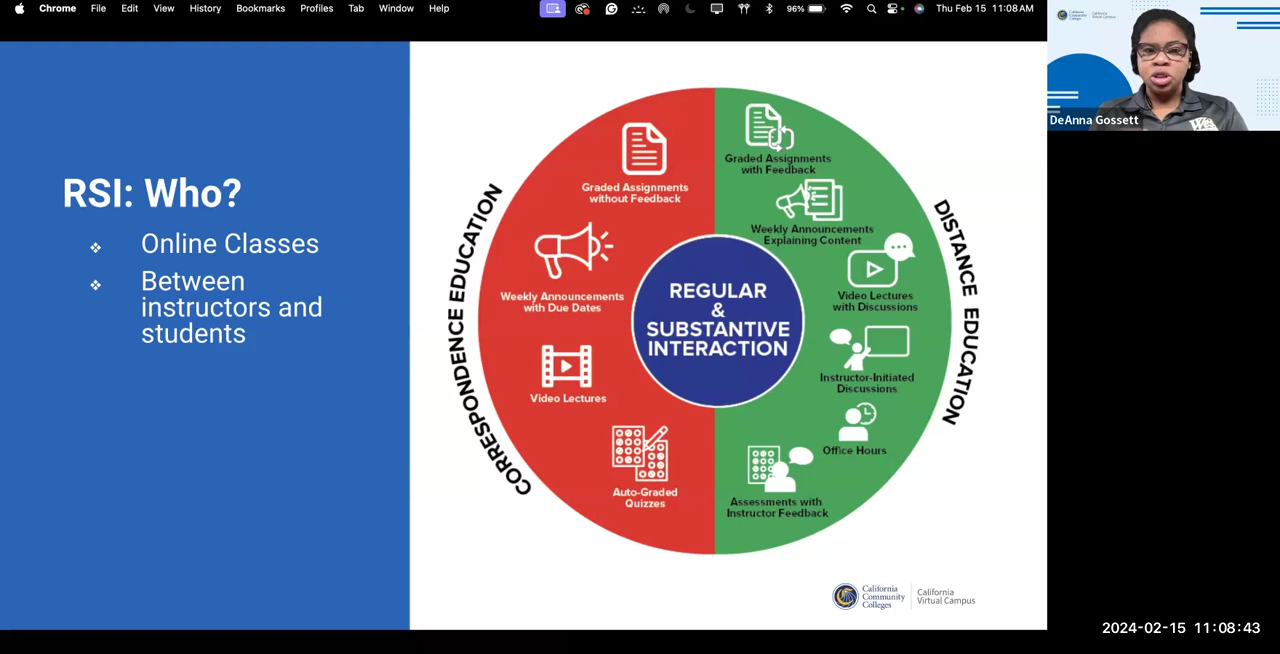 Chrome File Edit View History Bookmarks Profiles Tab Window Help
96%
Thu Feb 15 11:08 AM
RSI: Who?
Online Classes
Between
instructors and
students
CORRESPONDENCE EDUCATION
Graded Assignments
without Feedback
Weekly Announcements
with Due Dates
Video Lectures
Auto-Graded
Quizzes
REGULAR
&
SUBSTANTIVE
INTERACTION
Graded Assignments
with Feedback
Weekly Announcements
Explaining Content
Video Lectures
with Discussions
Instructor-Initiated
Discussions
Office Hours
Assessments with
Instructor Feedback
DISTANCE EDUCATION
California
Community
Colleges
California
Virtual Campus
DeAnna Gossett
2024-02-15 11:08:43